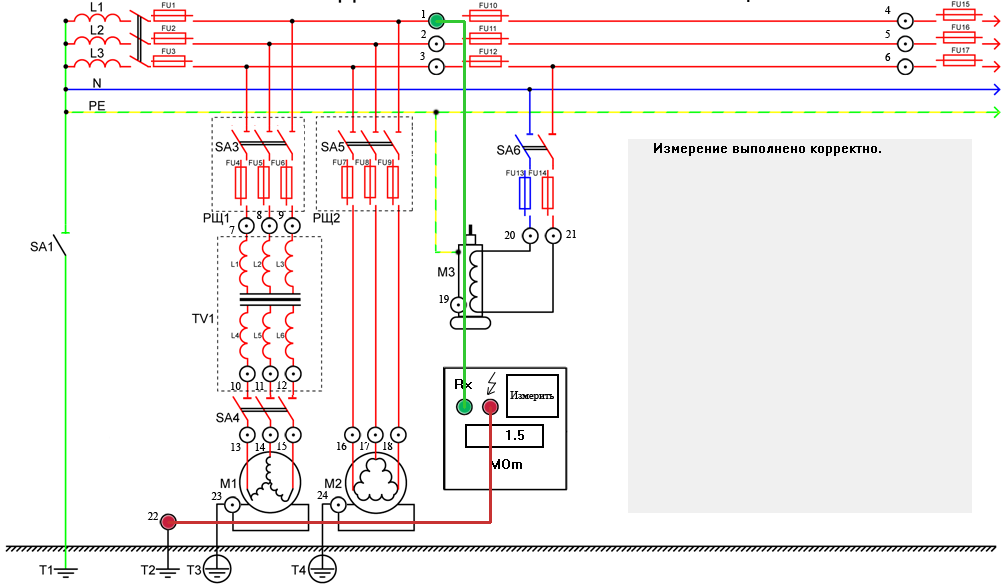 L1
FU1
1
FU10
4
FU15
L2
FU2
2
FU11
5
FU16
L3
FU3
3
FU12
6
FU17
N
PE
SA3
SA5
SA6
Измерение выполнено корректно.
FU4 FU5 FU6
FU7 FU8 FU9
FU13 FU14
РЩ1
7 8 9
РЩ2
20 21
SA1
L1 L2 L3
M3
19
TV1
L4 L5 L6
10 11 12
Rx
Измерить
SA4
1.5
MOm
13 14 15
16 17 18
M1
M2
23
24
22
T1
T2
T3
T4